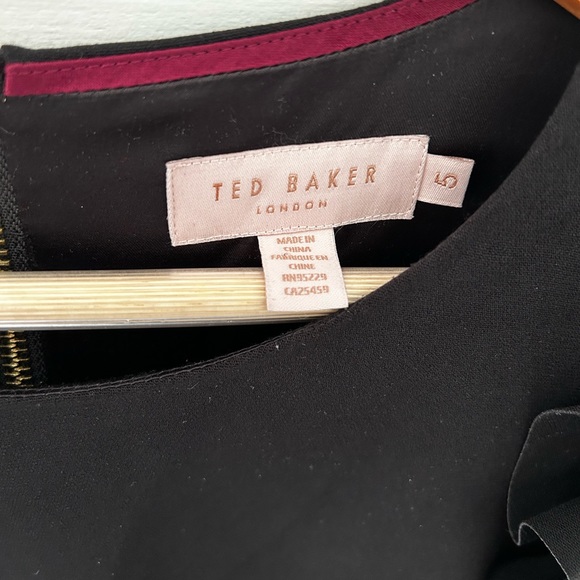 TED BAKER
LONDON
5
MADE IN
CHINA
FABRIQUE EN
CHINE
RN95229
CA25459